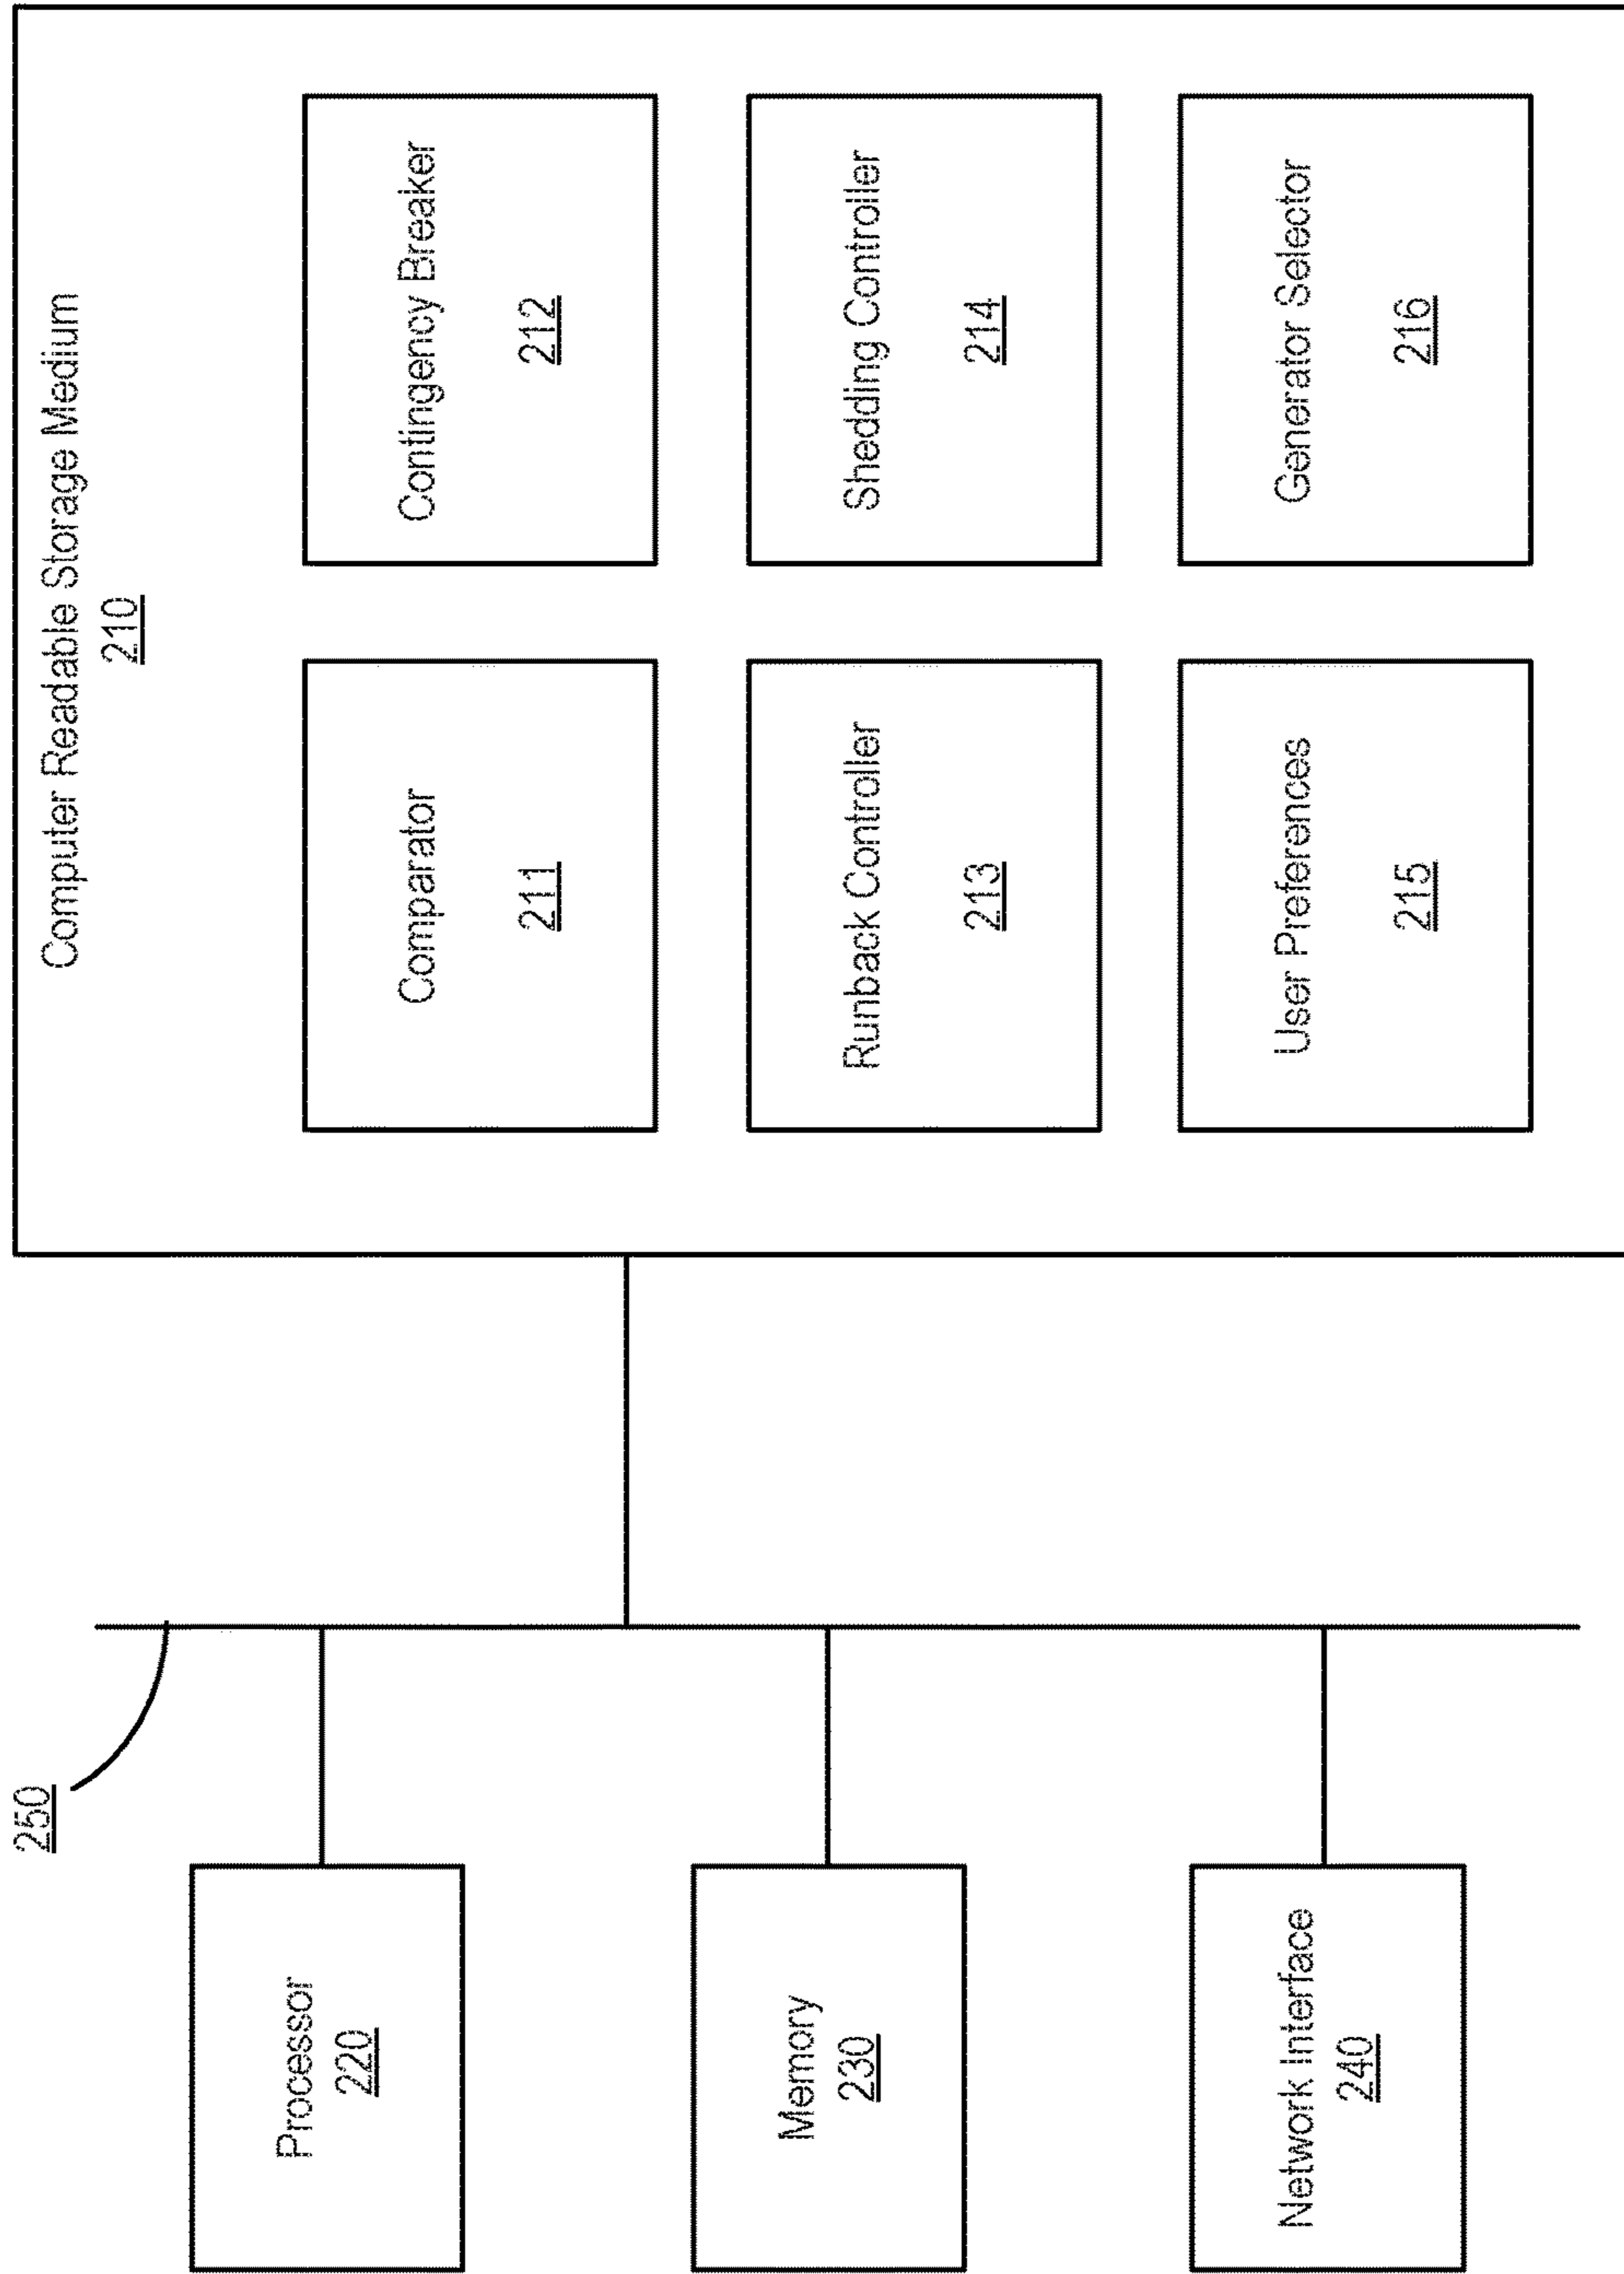 250
Processor
220
Memory
230
Network Interface
240
Computer Readable Storage Medium
210
Comparator
211
Contingency Breaker
212
Runback Controller
213
Shedding Controller
214
User Preferences
215
Generator Selector
216